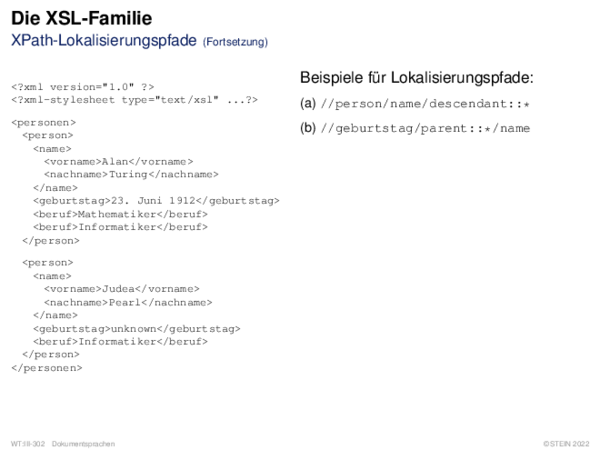 Die XSL-Familie
XPath-Lokalisierungspfade (Fortsetzung)
<?xml version="1.0" ?>
<?xml-stylesheet type="text/xsl" ...?>
<personen>
<person>
<name>
<vorname>Alan</vorname>
<nachname>Turing</nachname>
</name>
<geburtstag>23. Juni 1912</geburtstag>
<beruf>Mathematiker</beruf>
<beruf>Informatiker</beruf>
</person>
<person>
<name>
<vorname>Judea</vorname>
<nachname>Pearl</nachname>
</name>
<geburtstag>unknown</geburtstag>
<beruf>Informatiker</beruf>
</person>
</personen>
Beispiele für Lokalisierungspfade:
(a) //person/name/descendant::*
(b) //geburtstag/parent::*/name
WT:III-302 Dokumentsprachen
©STEIN 2022